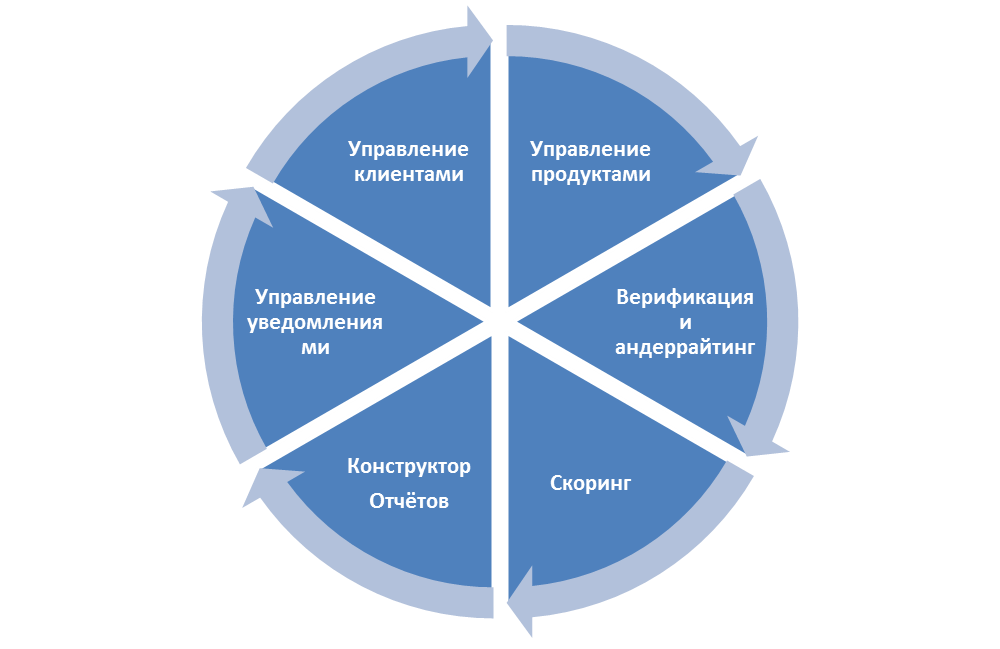 Управление
клиентами
Управление
продуктами
Верификация
и
андеррайтинг
Скоринг
Конструктор
Отчётов
Управление
уведомления
ми